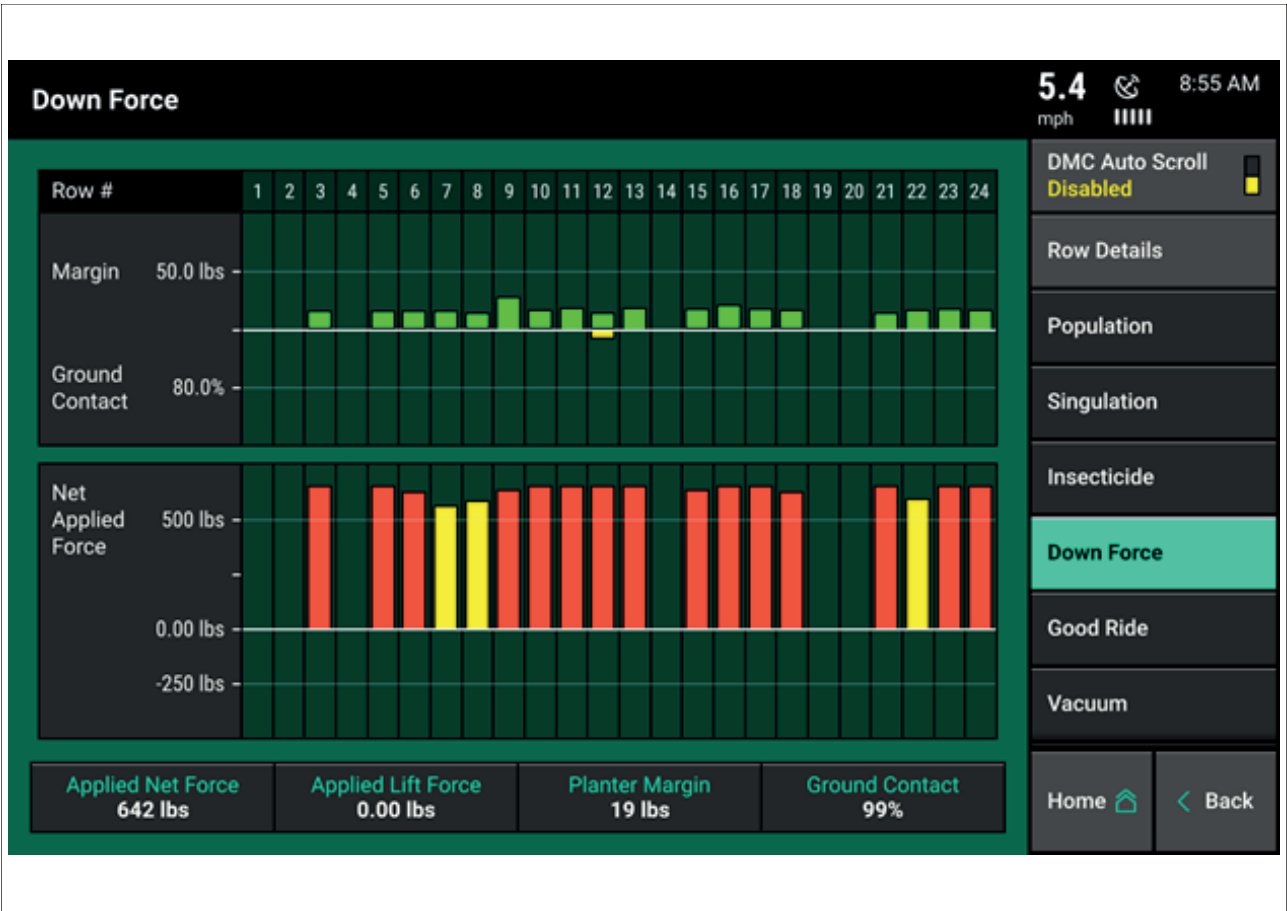 Down Force
5.4
mph
8:55 AM
Row # 1 2 3 4 5 6 7 8 9 10 11 12 13 14 15 16 17 18 19 20 21 22 23 24
Margin 50.0 lbs
Ground
Contact
80.0%
Net
Applied
Force
500 lbs
0.00 lbs
-250 lbs
Applied Net Force
642 lbs
Applied Lift Force
0.00 lbs
Planter Margin
19 lbs
Ground Contact
99%
DMC Auto Scroll
Disabled
Row Details
Population
Singulation
Insecticide
Down Force
Good Ride
Vacuum
Home
Back